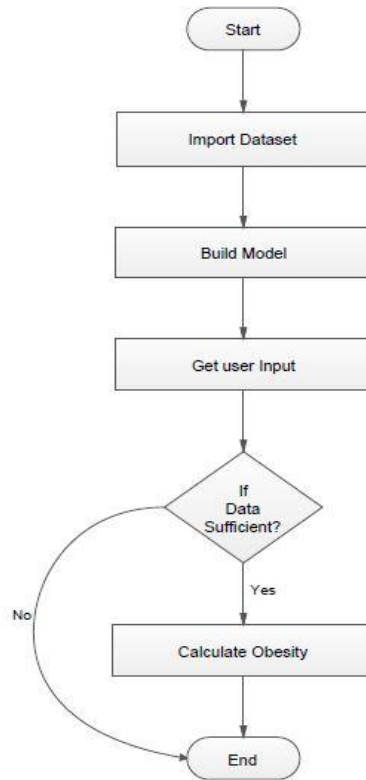 Start
Import Dataset
Build Model
Get user Input
If
Data
Sufficient?
Yes
No
Calculate Obesity
End